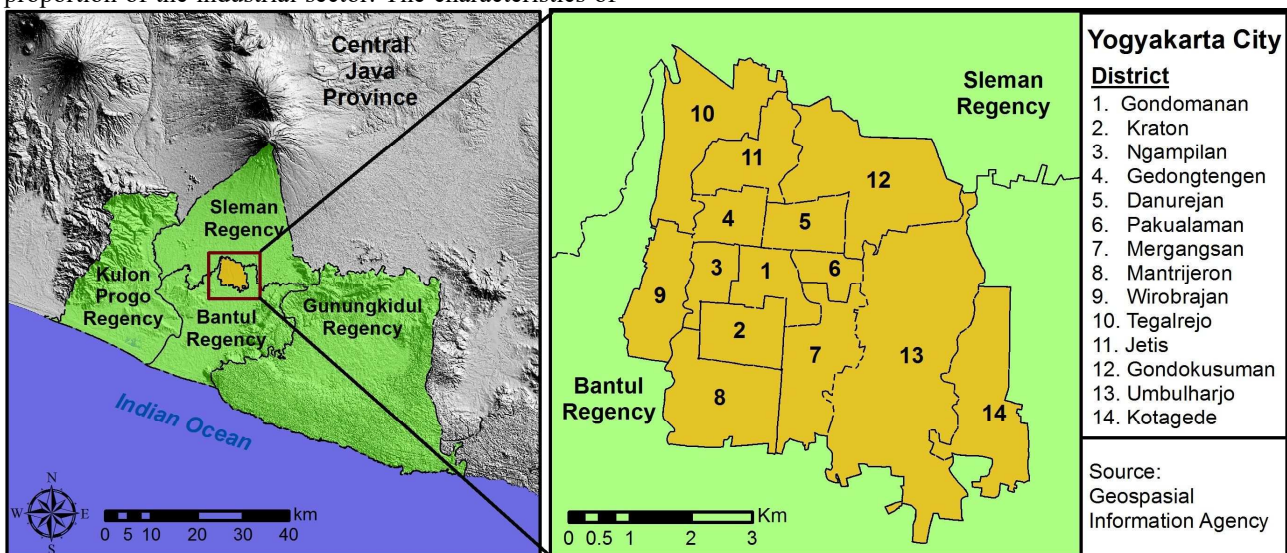 proportion of the industrial sector. The characteristics of
Central
Java
Province
Sleman
Regency
Kulon
Progo
Regency
Bantul
Regency
Gunungkidul
Regency
Indian Ocean
N
W
E
S
km
0 5 10 20 30 40
Sleman
Regency
10
11
12
4
5
3
1
6
9
2
7
13
8
14
Bantul
Regency
Km
0 0.5 1 2 3
Yogyakarta City
District
1. Gondomanan
2. Kraton
3. Ngampilan
4. Gedongtengen
5. Danurejan
6. Pakualaman
7. Mergangsan
8. Mantrijeron
9. Wirobrajan
10. Tegalrejo
11. Jetis
12. Gondokusuman
13. Umbulharjo
14. Kotagede
Source:
Geospasial
Information Agency